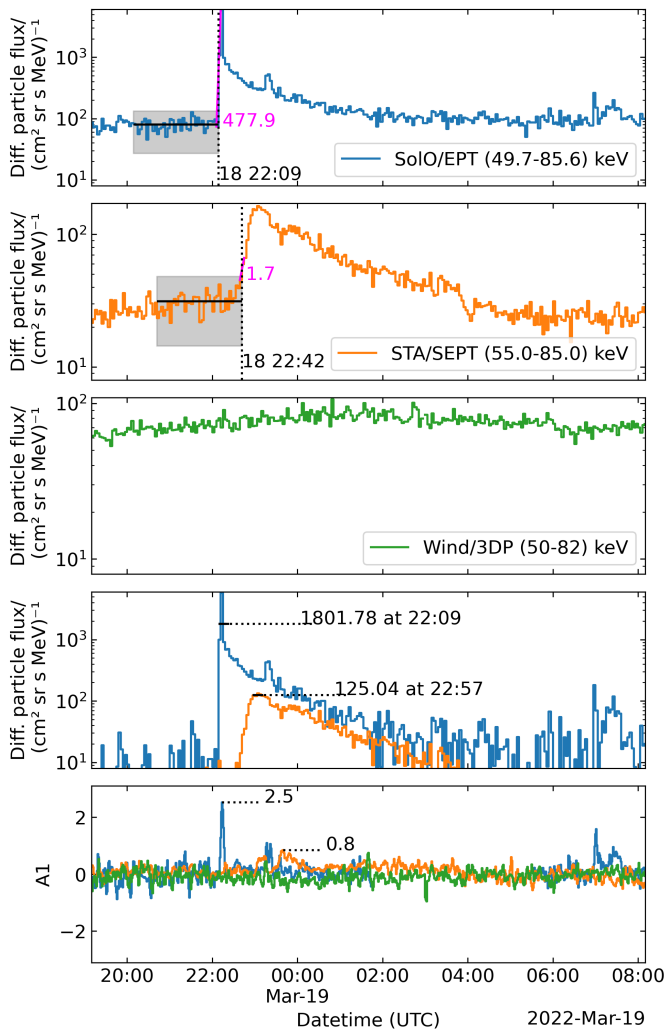 Diff. particle flux/
(cm² sr s MeV)⁻¹
10³
10²
10¹
477.9
18 22:09
SolO/EPT (49.7-85.6) keV
Diff. particle flux/
(cm² sr s MeV)⁻¹
10²
10¹
1.7
18 22:42
STA/SEPT (55.0-85.0) keV
Diff. particle flux/
(cm² sr s MeV)⁻¹
10²
10¹
Wind/3DP (50-82) keV
Diff. particle flux/
(cm² sr s MeV)⁻¹
10³
10²
10¹
1801.78 at 22:09
125.04 at 22:57
A1
2
0
−2
2.5
0.8
20:00 22:00 00:00 02:00 04:00 06:00 08:00
Mar-19
Datetime (UTC)
2022-Mar-19